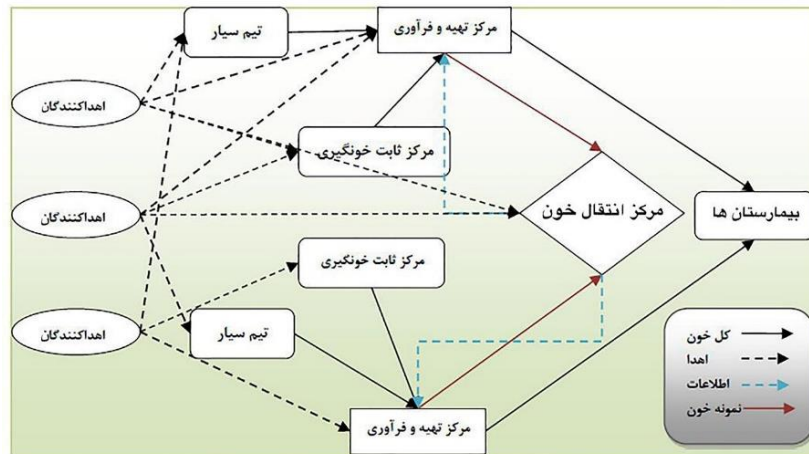 مرکز تهیه و فرآوری
تیم سیار
اهداکنندگان
مرکز ثابت خونگیری
مرکز انتقال خون
بیمارستان ها
اهداکنندگان
مرکز ثابت خونگیری
اهداکنندگان
تیم سیار
مرکز تهیه و فرآوری
کل خون
اهدا
اطلاعات
نمونه خون